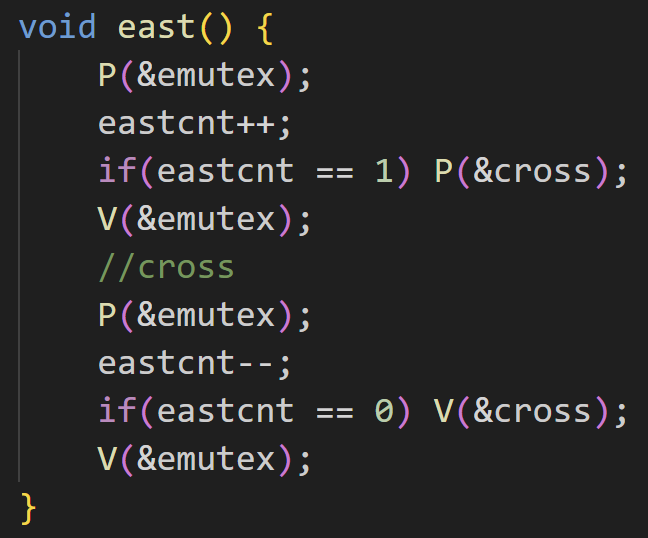 void east() {
    P(&emutex);
    eastcnt++;
    if(eastcnt == 1) P(&cross);
    V(&emutex);
    //cross
    P(&emutex);
    eastcnt--;
    if(eastcnt == 0) V(&cross);
    V(&emutex);
}